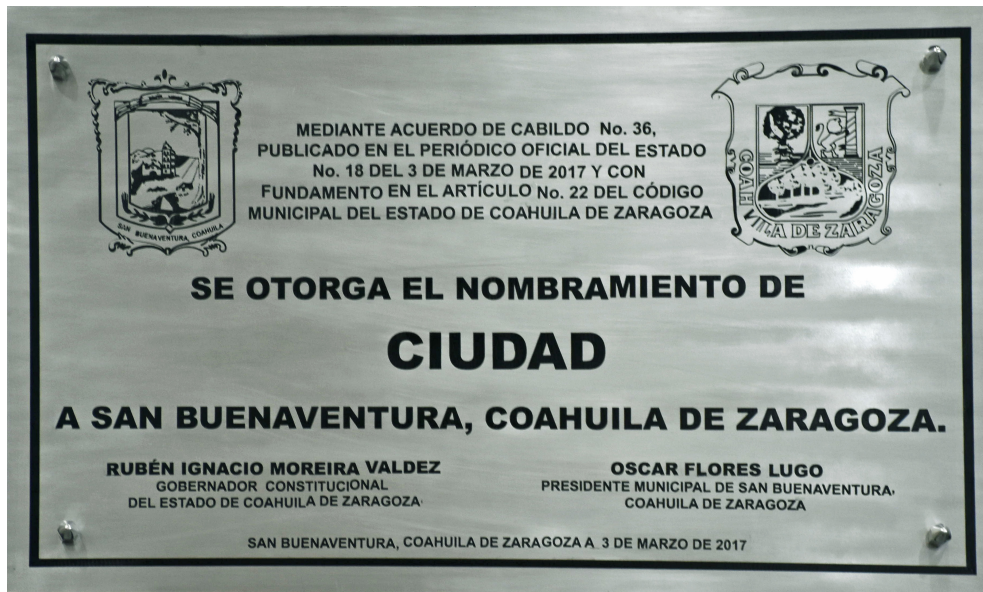 MEDIANTE ACUERDO DE CABILDO No. 36,
PUBLICADO EN EL PERIÓDICO OFICIAL DEL ESTADO
No. 18 DEL 3 DE MARZO DE 2017 Y CON
FUNDAMENTO EN EL ARTÍCULO No. 22 DEL CÓDIGO
MUNICIPAL DEL ESTADO DE COAHUILA DE ZARAGOZA
SAN BUENAVENTURA, COAHUILA
COAHVILA DE ZARAGOZA
SE OTORGA EL NOMBRAMIENTO DE
CIUDAD
A SAN BUENAVENTURA, COAHUILA DE ZARAGOZA.
RUBÉN IGNACIO MOREIRA VALDEZ
GOBERNADOR CONSTITUCIONAL
DEL ESTADO DE COAHUILA DE ZARAGOZA.
OSCAR FLORES LUGO
PRESIDENTE MUNICIPAL DE SAN BUENAVENTURA,
COAHUILA DE ZARAGOZA
SAN BUENAVENTURA, COAHUILA DE ZARAGOZA A 3 DE MARZO DE 2017